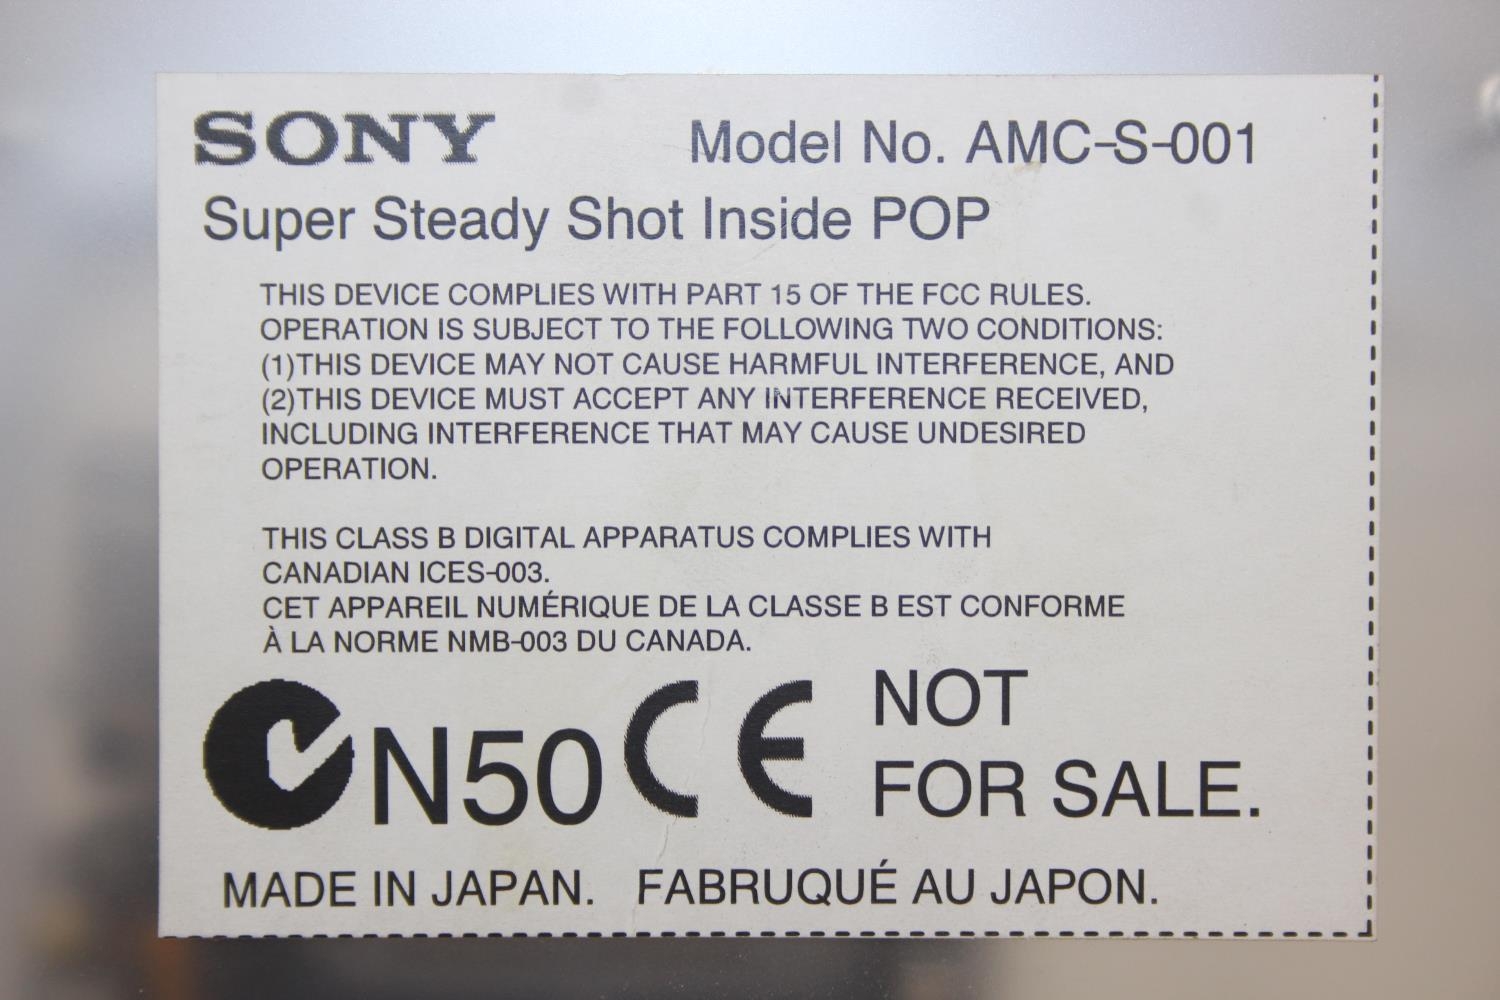 SONY Model No. AMC-S-001
Super Steady Shot Inside POP
THIS DEVICE COMPLIES WITH PART 15 OF THE FCC RULES.
OPERATION IS SUBJECT TO THE FOLLOWING TWO CONDITIONS:
(1)THIS DEVICE MAY NOT CAUSE HARMFUL INTERFERENCE, AND
(2)THIS DEVICE MUST ACCEPT ANY INTERFERENCE RECEIVED,
INCLUDING INTERFERENCE THAT MAY CAUSE UNDESIRED
OPERATION.
THIS CLASS B DIGITAL APPARATUS COMPLIES WITH
CANADIAN ICES-003.
CET APPAREIL NUMÉRIQUE DE LA CLASSE B EST CONFORME
À LA NORME NMB-003 DU CANADA.
N50 CE NOT
FOR SALE.
MADE IN JAPAN. FABRUQUÉ AU JAPON.